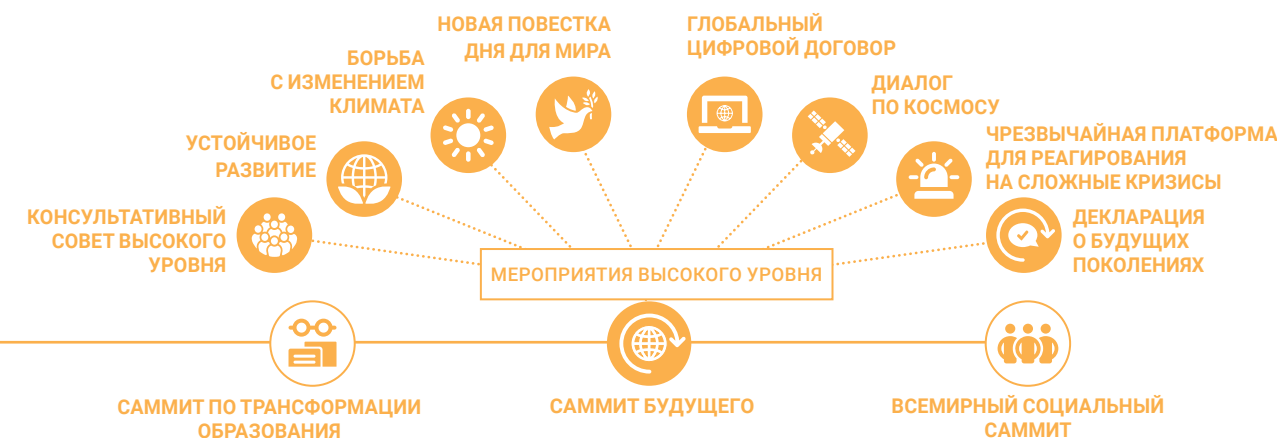 НОВАЯ ПОВЕСТКА
ДНЯ ДЛЯ МИРА
ГЛОБАЛЬНЫЙ
ЦИФРОВОЙ ДОГОВОР
БОРЬБА
С ИЗМЕНЕНИЕМ
КЛИМАТА
ДИАЛОГ
ПО КОСМОСУ
УСТОЙЧИВОЕ
РАЗВИТИЕ
ЧРЕЗВЫЧАЙНАЯ ПЛАТФОРМА
ДЛЯ РЕАГИРОВАНИЯ
НА СЛОЖНЫЕ КРИЗИСЫ
КОНСУЛЬТАТИВНЫЙ
СОВЕТ ВЫСОКОГО
УРОВНЯ
ДЕКЛАРАЦИЯ
О БУДУЩИХ
ПОКОЛЕНИЯХ
МЕРОПРИЯТИЯ ВЫСОКОГО УРОВНЯ
САММИТ ПО ТРАНСФОРМАЦИИ
ОБРАЗОВАНИЯ
САММИТ БУДУЩЕГО
ВСЕМИРНЫЙ СОЦИАЛЬНЫЙ
САММИТ